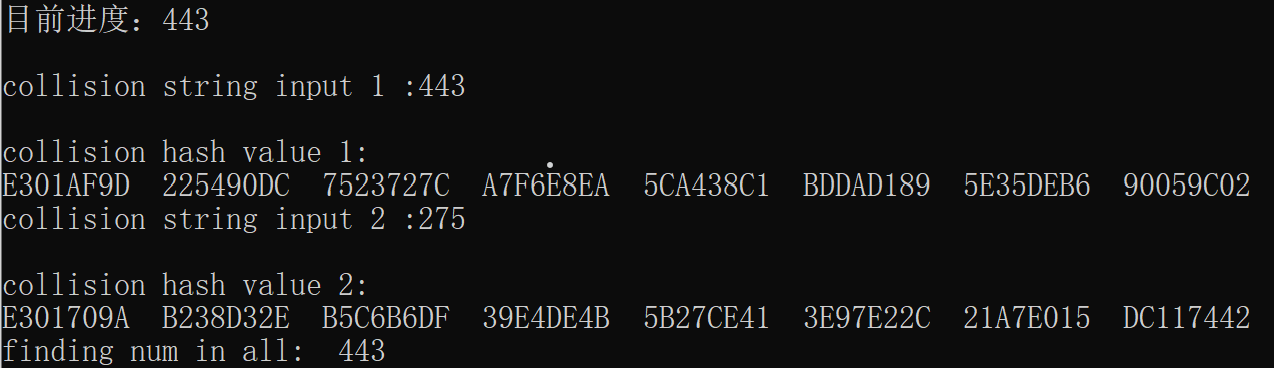 目前进度：443
collision string input 1 :443
collision hash value 1:
E301AF9D  225490DC  7523727C  A7F6E8EA  5CA438C1  BDDAD189  5E35DEB6  90059C02
collision string input 2 :275
collision hash value 2:
E301709A  B238D32E  B5C6B6DF  39E4DE4B  5B27CE41  3E97E22C  21A7E015  DC117442
finding num in all:  443